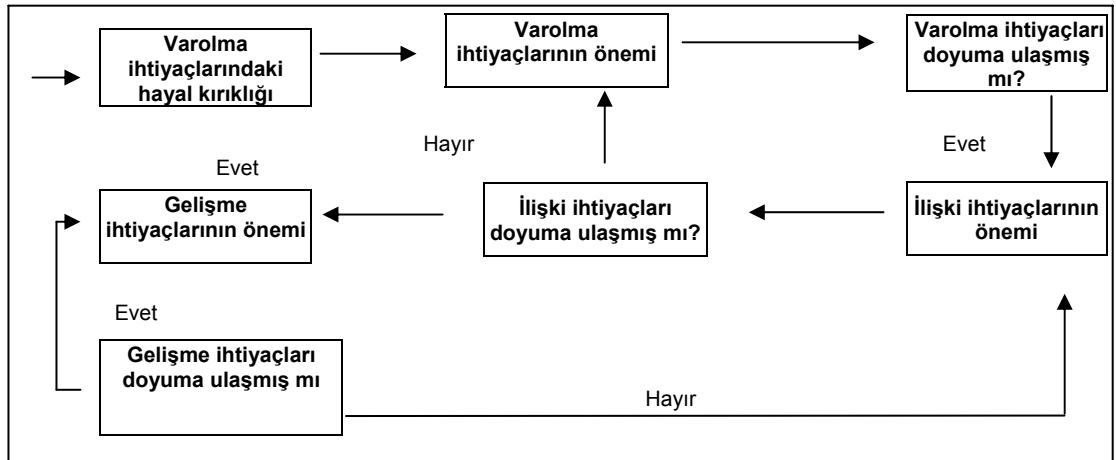 Varolma
ihtiyaçlarındaki
hayal kırıklığı
Varolma
ihtiyaçlarının önemi
Varolma ihtiyaçları
doyuma ulaşmış
mı?
Hayır
Evet
Evet
Gelişme
ihtiyaçlarının önemi
İlişki ihtiyaçları
doyuma ulaşmış mı?
İlişki ihtiyaçlarının
önemi
Evet
Gelişme ihtiyaçları
doyuma ulaşmış mı
Hayır